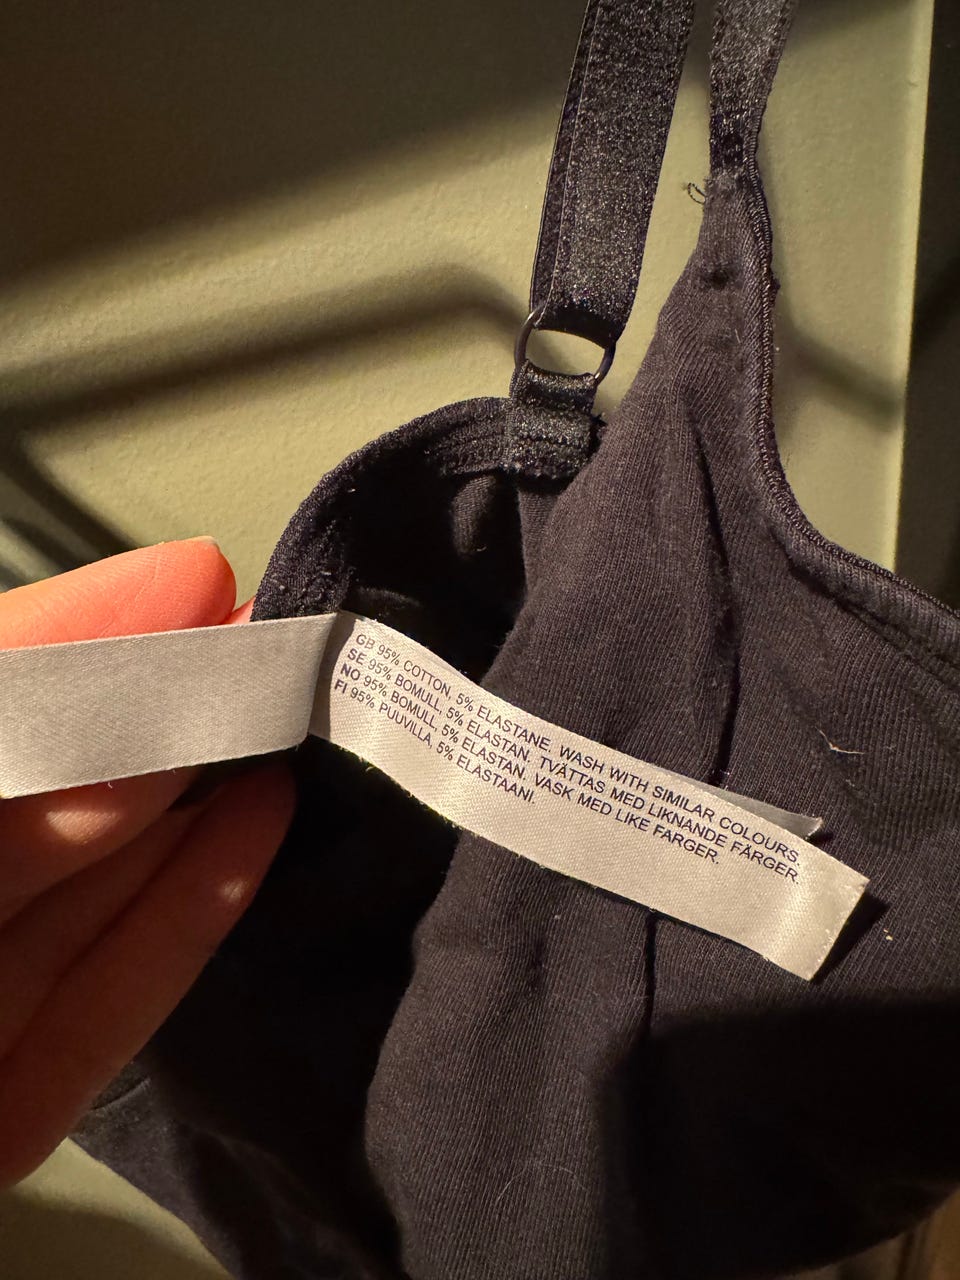 GB 95% COTTON, 5% ELASTANE. WASH WITH SIMILAR COLOURS.
SE 95% BOMULL, 5% ELASTAN. TVÄTTAS MED LIKNANDE FÄRGER.
NO 95% BOMULL, 5% ELASTAN. VASK MED LIKE FARGER.
FI 95% PUUVILLA, 5% ELASTAANI.